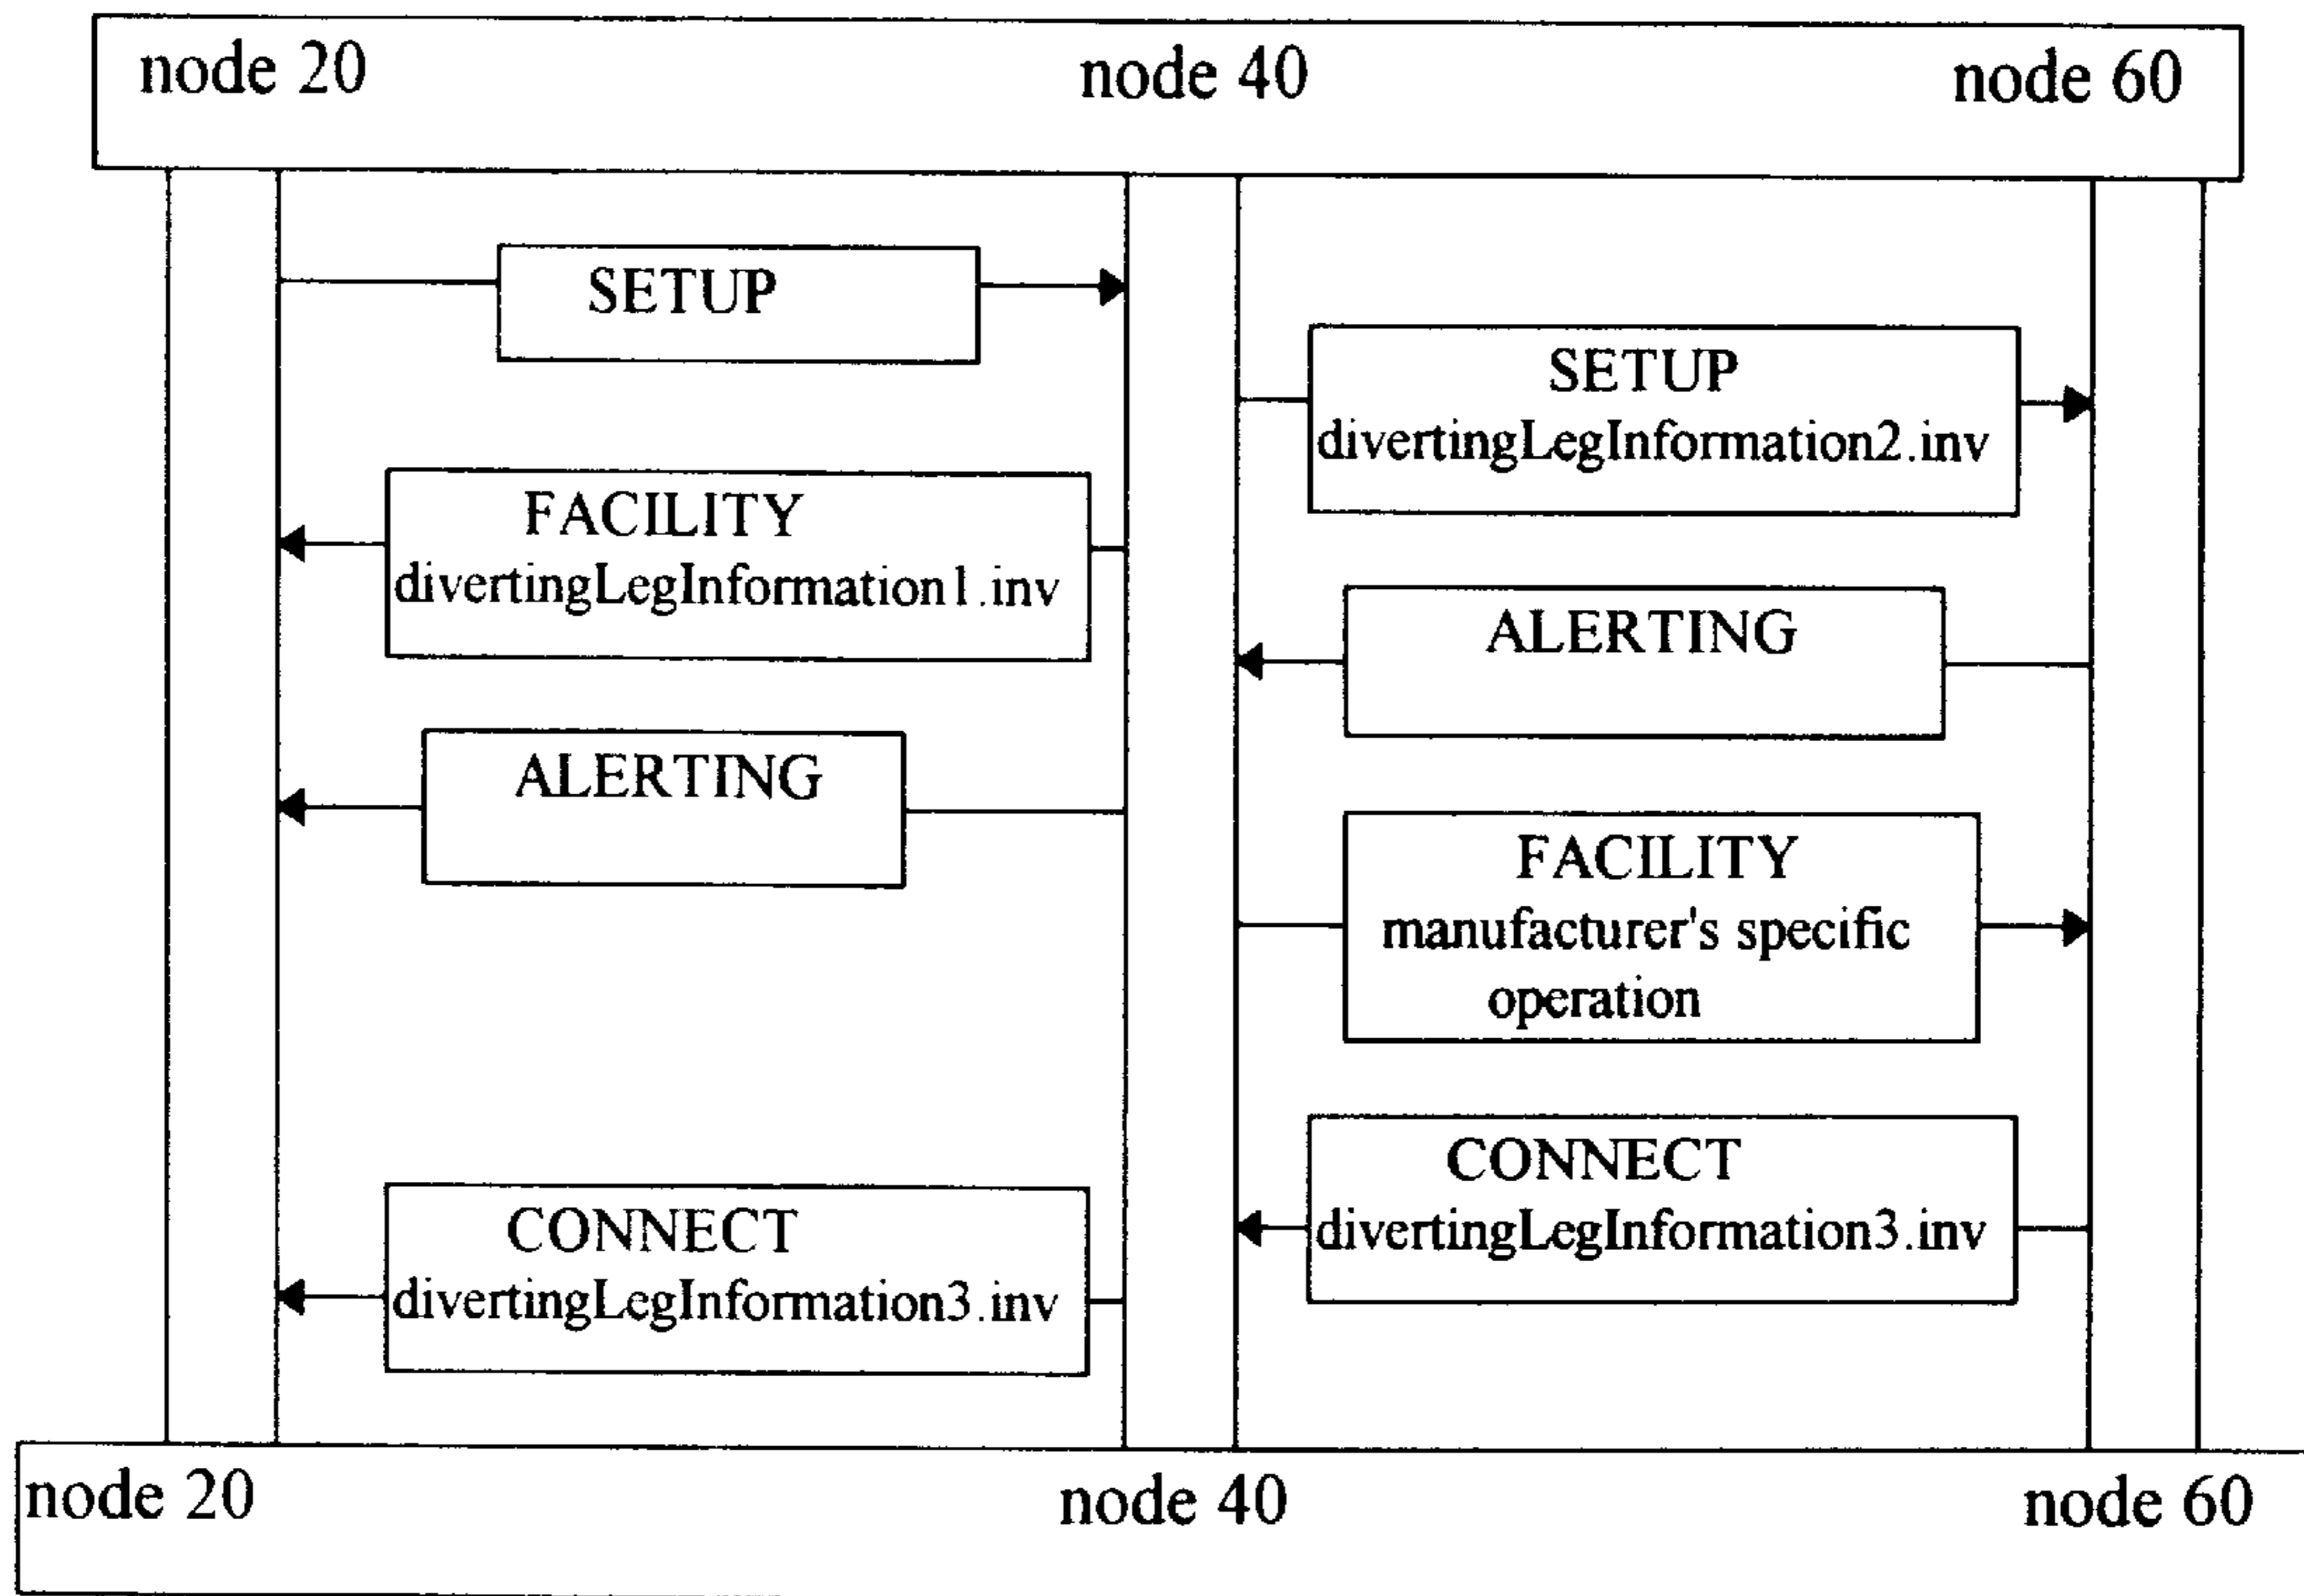 node 20
node 40
node 60
SETUP
SETUP
divertingLegInformation2.inv
FACILITY
divertingLegInformation1.inv
ALERTING
ALERTING
FACILITY
manufacturer's specific
operation
CONNECT
divertingLegInformation3.inv
CONNECT
divertingLegInformation3.inv
node 20
node 40
node 60